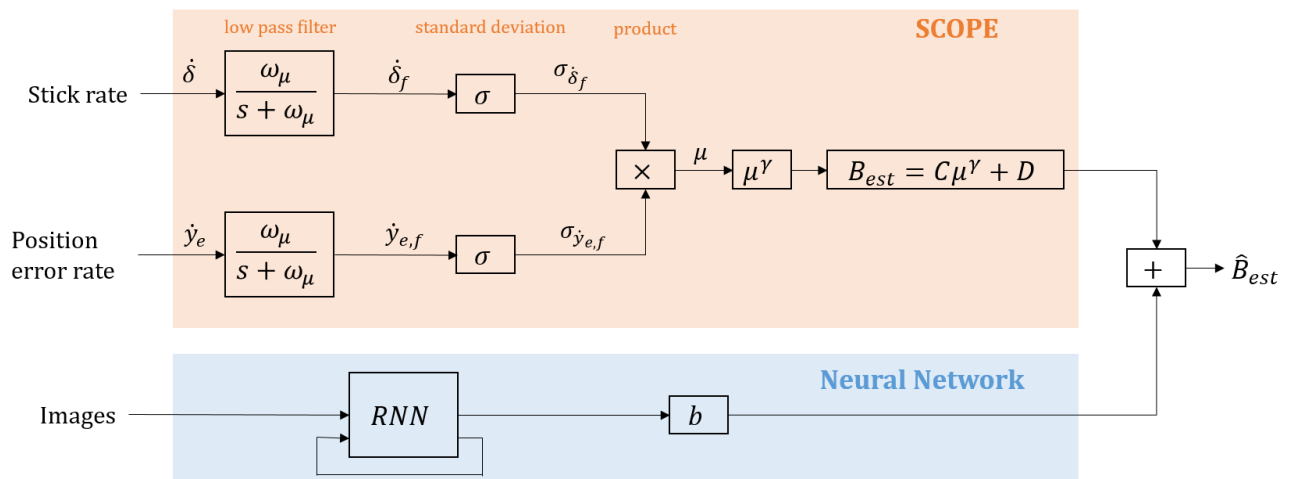 low pass filter
standard deviation
product
SCOPE
Stick rate
δ̇
ω_μ
s + ω_μ
δ̇_f
σ
σ_δ̇_f
×
μ
μ^γ
B_est = Cμ^γ + D
Position
error rate
ẏ_e
ω_μ
s + ω_μ
ẏ_e,f
σ
σ_ẏ_e,f
+
B̂_est
Neural Network
Images
RNN
b